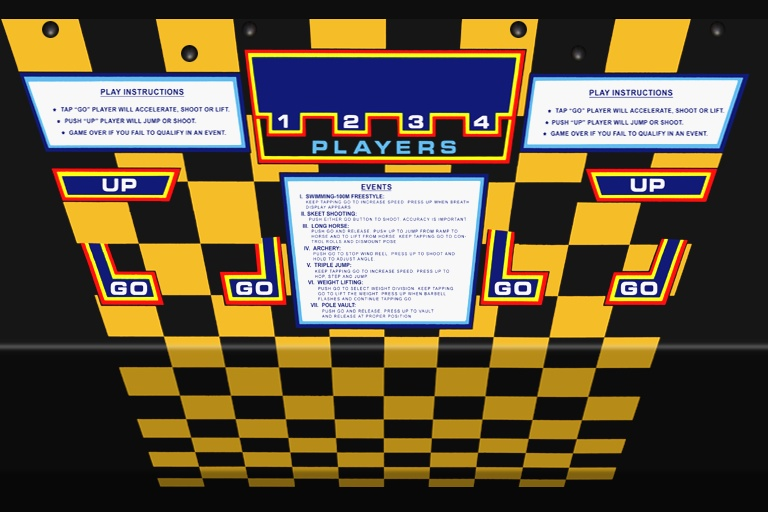 PLAY INSTRUCTIONS
• TAP "GO" PLAYER WILL ACCELERATE, SHOOT OR LIFT.
• PUSH "UP" PLAYER WILL JUMP OR SHOOT.
• GAME OVER IF YOU FAIL TO QUALIFY IN AN EVENT.
1 2 3 4
PLAYERS
PLAY INSTRUCTIONS
• TAP "GO" PLAYER WILL ACCELERATE, SHOOT OR LIFT.
• PUSH "UP" PLAYER WILL JUMP OR SHOOT.
• GAME OVER IF YOU FAIL TO QUALIFY IN AN EVENT.
UP
UP
EVENTS
I. SWIMMING-100M FREESTYLE:
KEEP TAPPING GO TO INCREASE SPEED PRESS UP WHEN BREATH
DISPLAY APPEARS
II. SKEET SHOOTING:
PUSH EITHER GO BUTTON TO SHOOT: ACCURACY IS IMPORTANT
III. LONG HORSE:
PUSH GO AND RELEASE. PUSH UP TO JUMP FROM RAMP TO
HORSE AND TO LIFT FROM HORSE. KEEP TAPPING GO TO CON-
TROL ROLLS AND DISMOUNT POSE
IV. ARCHERY:
PUSH GO TO STOP WIND REEL. PRESS UP TO SHOOT AND
HOLD TO ADJUST ANGLE.
V. TRIPLE JUMP:
KEEP TAPPING GO TO INCREASE SPEED PRESS UP TO
HOP, STEP AND JUMP
VI. WEIGHT LIFTING:
PUSH GO TO SELECT WEIGHT DIVISION. KEEP TAPPING
GO TO LIFT THE WEIGHT. PRESS UP WHEN BARBELL
FLASHES AND CONTINUE TAPPING GO
VII. POLE VAULT:
PUSH GO AND RELEASE. PRESS UP TO VAULT
AND RELEASE AT PROPER POSITION
GO
GO
GO
GO